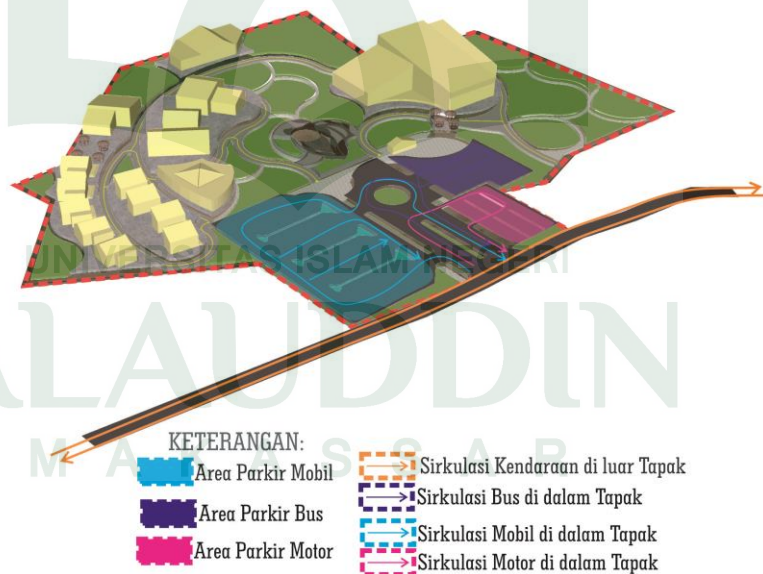 UNIVERSITAS ISLAM NEGERI
ALAUDDIN
MAKASSAR
KETERANGAN:
Area Parkir Mobil
Area Parkir Bus
Area Parkir Motor
Sirkulasi Kendaraan di luar Tapak
Sirkulasi Bus di dalam Tapak
Sirkulasi Mobil di dalam Tapak
Sirkulasi Motor di dalam Tapak